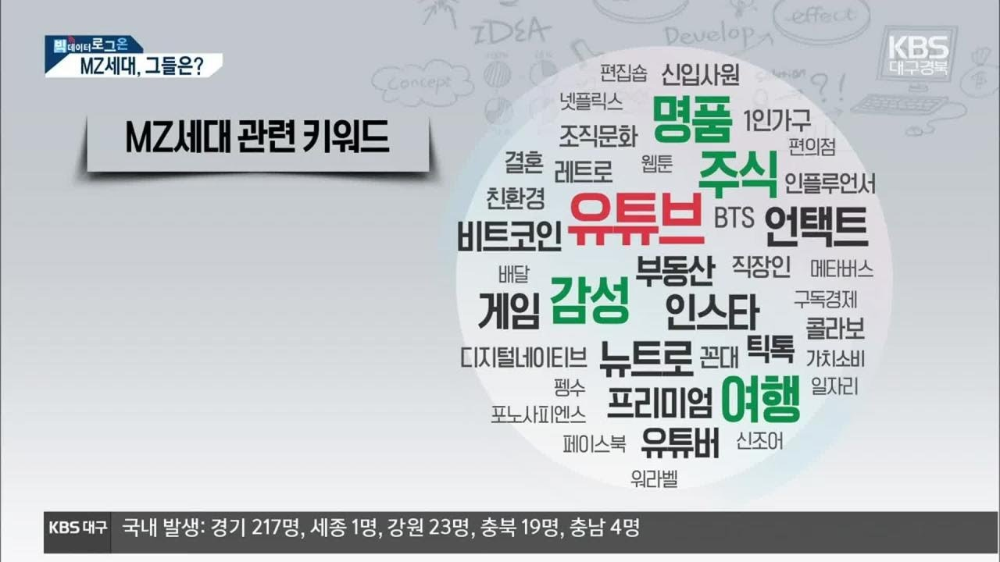 빅데이터로그온
MZ세대, 그들은?
IDEA
Develop
effect
Concept
solution
?!
KBS
대구경북
MZ세대 관련 키워드
편집숍 신입사원
넷플릭스 명품 1인가구
조직문화 편의점
결혼 레트로 웹툰 주식 인플루언서
친환경 유튜브 BTS 언택트
비트코인
배달 부동산 직장인 메타버스
게임 감성 인스타 구독경제
콜라보
디지털네이티브 뉴트로 꼰대 틱톡 가치소비
펭수 프리미엄 여행 일자리
포노사피엔스
페이스북 유튜버 신조어
워라벨
KBS 대구 국내 발생: 경기 217명, 세종 1명, 강원 23명, 충북 19명, 충남 4명